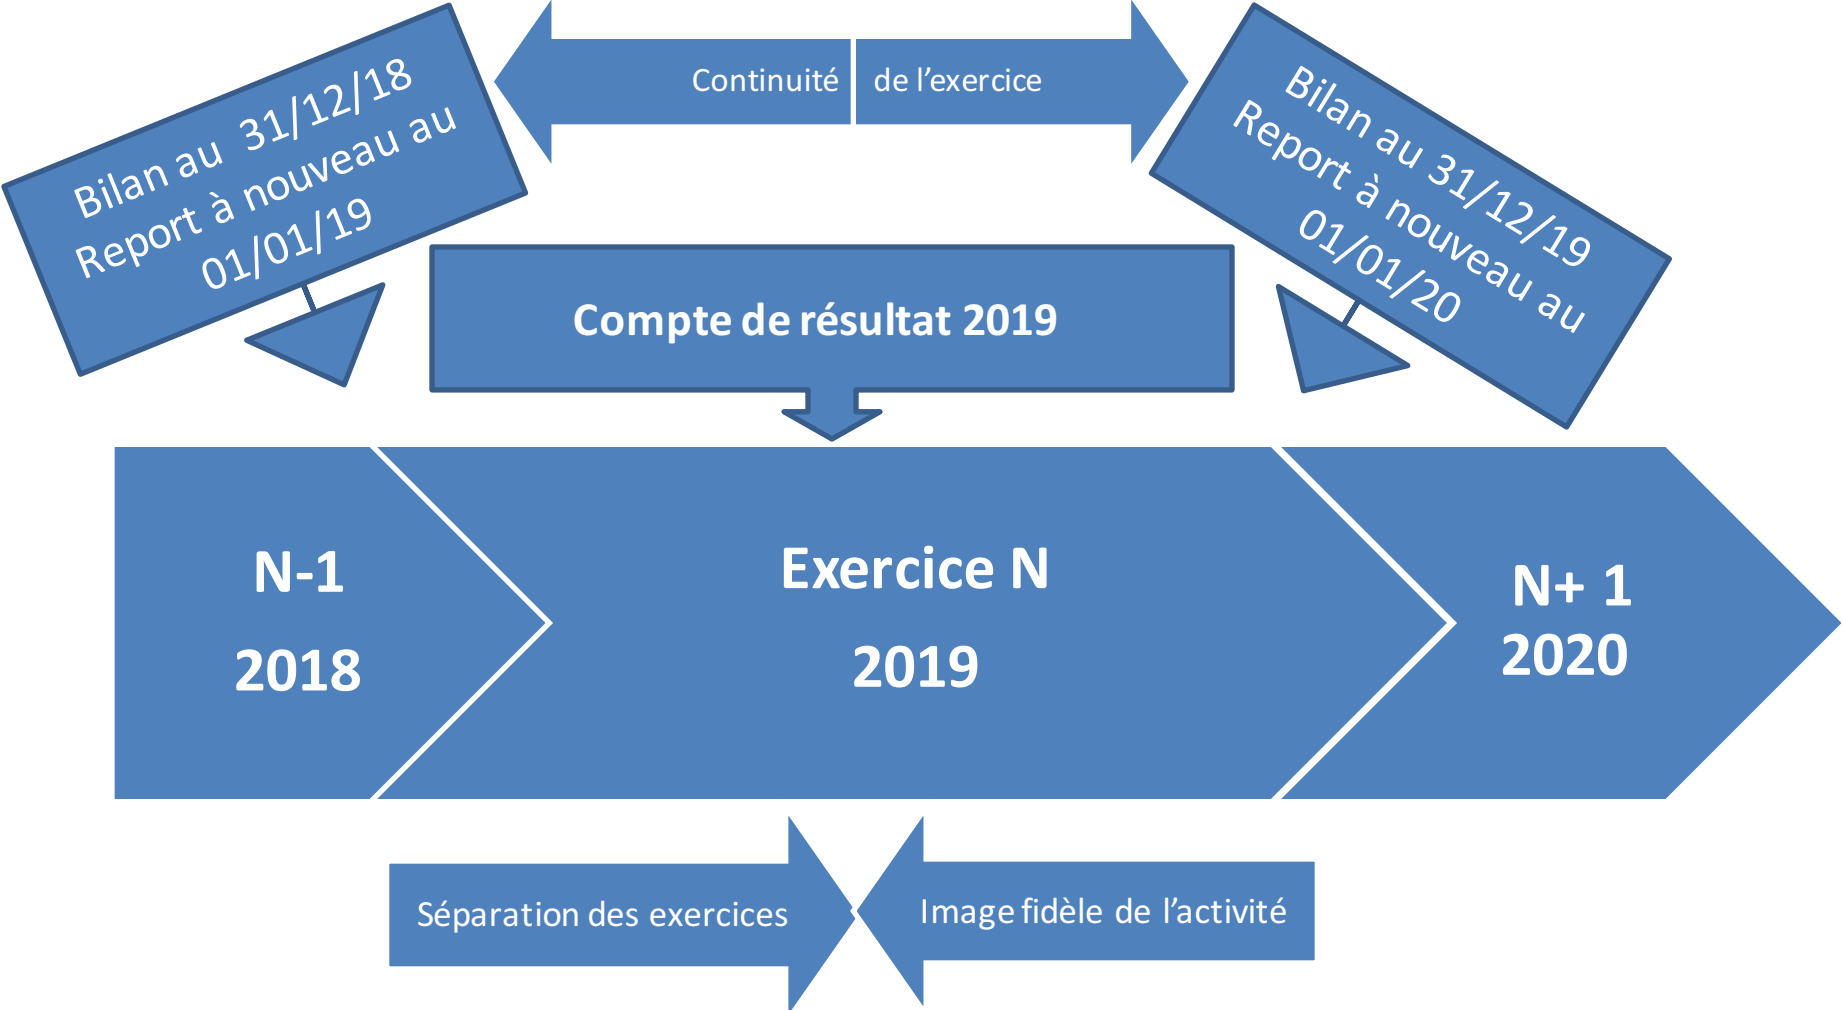 Bilan au 31/12/18
Report à nouveau au
01/01/19
Continuité de l’exercice
Bilan au 31/12/19
Report à nouveau au
01/01/20
Compte de résultat 2019
N-1
2018
Exercice N
2019
N+ 1
2020
Séparation des exercices
Image fidèle de l’activité